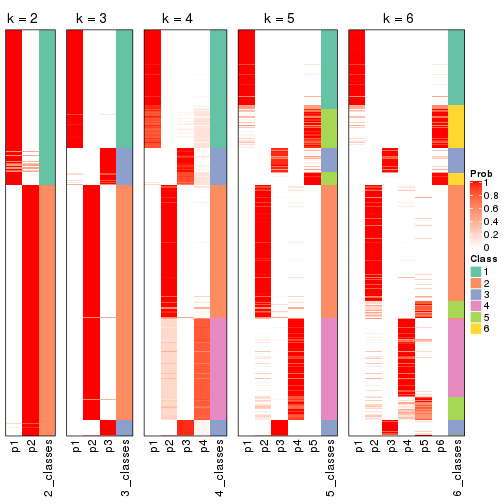 k = 2
k = 3
k = 4
k = 5
k = 6
Prob
1
0.8
0.6
0.4
0.2
0
Class
1
2
3
4
5
6
p1
p2
2_classes
p1
p2
p3
3_classes
p1
p2
p3
p4
4_classes
p1
p2
p3
p4
p5
5_classes
p1
p2
p3
p4
p5
p6
6_classes